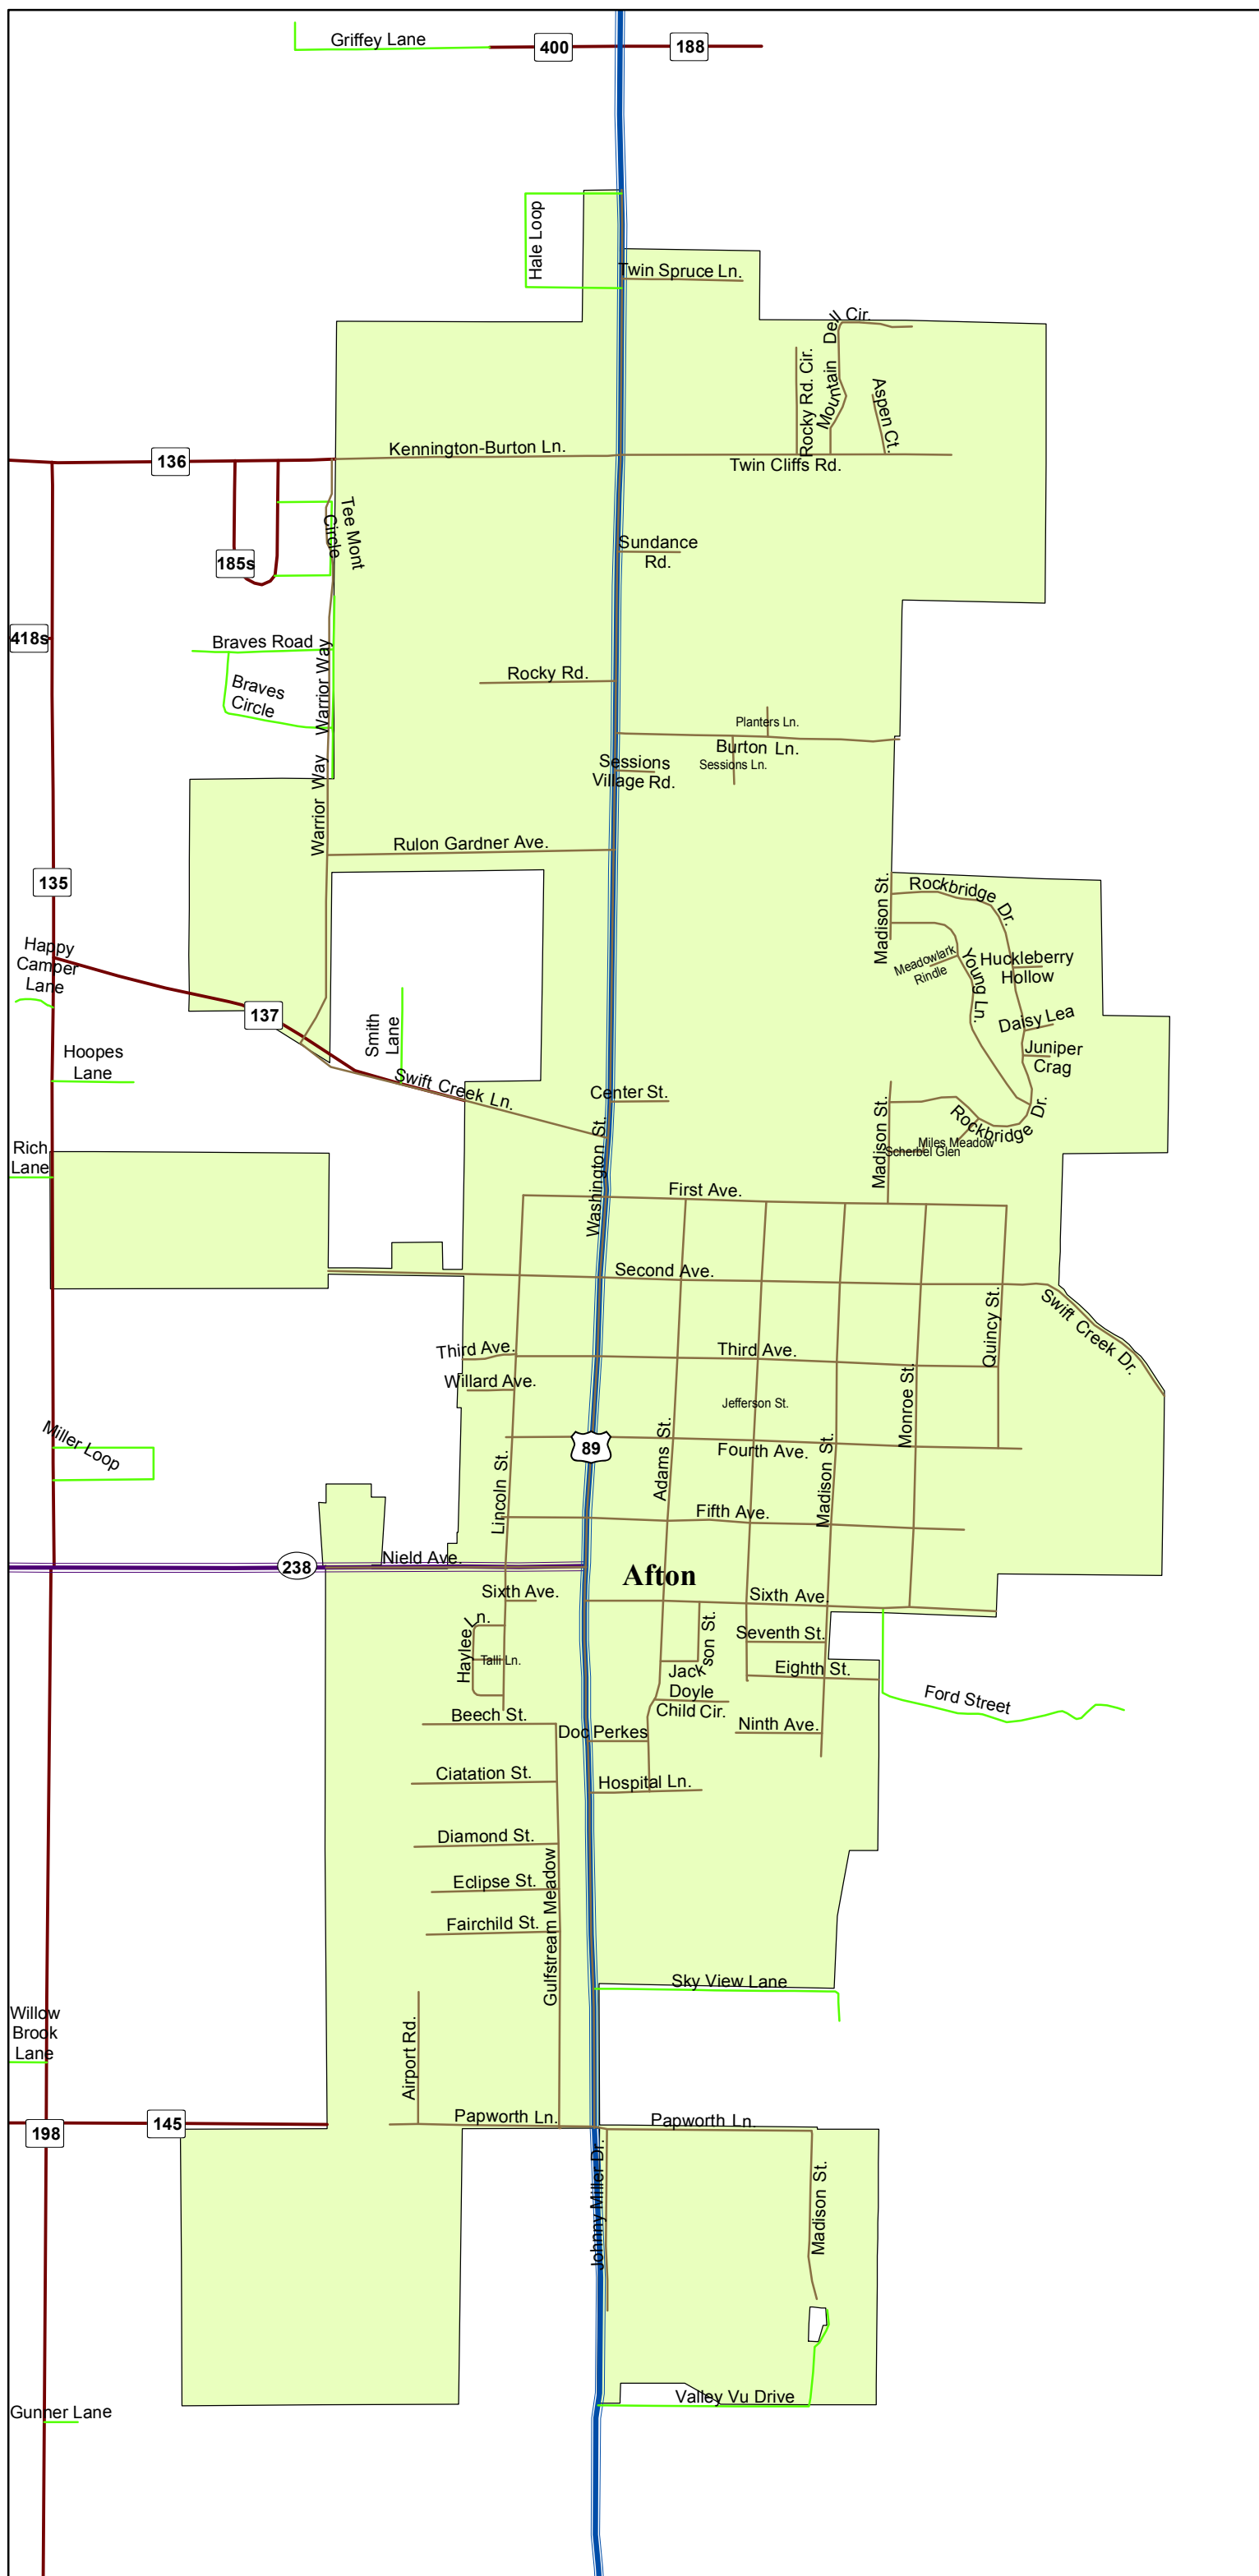 Griffey Lane
400
188
Hale Loop
Twin Spruce Ln.
Mountain Dell Cir.
Rocky Rd. Cir.
Aspen Ct.
Kennington-Burton Ln.
136
Twin Cliffs Rd.
Tee Mont
Circle
Sundance
Rd.
185s
418s
Braves Road
Warrior Way
Braves
Circle
Rocky Rd.
Planters Ln.
Burton Ln.
Sessions Ln.
Sessions
Village Rd.
Warrior Way
Rulon Gardner Ave.
135
Madison St.
Rockbridge Dr.
Happy
Camper
Lane
Meadowlark
Rindle
Young Ln.
Huckleberry
Hollow
137
Daisy Lea
Smith
Lane
Juniper
Crag
Hoopes
Lane
Swift Creek Ln.
Center St.
Rockbridge Dr.
Madison St.
Miles Meadow
Scherbel Glen
Rich
Lane
Washington St.
First Ave.
Second Ave.
Swift Creek Dr.
Quincy St.
Third Ave.
Third Ave.
Willard Ave.
Monroe St.
Jefferson St.
Miller Loop
89
Adams St.
Fourth Ave.
Madison St.
Lincoln St.
Fifth Ave.
Nield Ave.
238
Afton
Sixth Ave.
Sixth Ave.
Haylee Ln.
Jackson St.
Seventh St.
Talli Ln.
Eighth St.
Doyle
Child Cir.
Ford Street
Beech St.
Doc Perkes
Ninth Ave.
Ciatation St.
Hospital Ln.
Diamond St.
Gulfstream Meadow
Eclipse St.
Fairchild St.
Sky View Lane
Willow
Brook
Lane
Airport Rd.
Papworth Ln.
Papworth Ln.
145
198
Johnny Miller Dr.
Madison St.
Valley Vu Drive
Gunner Lane